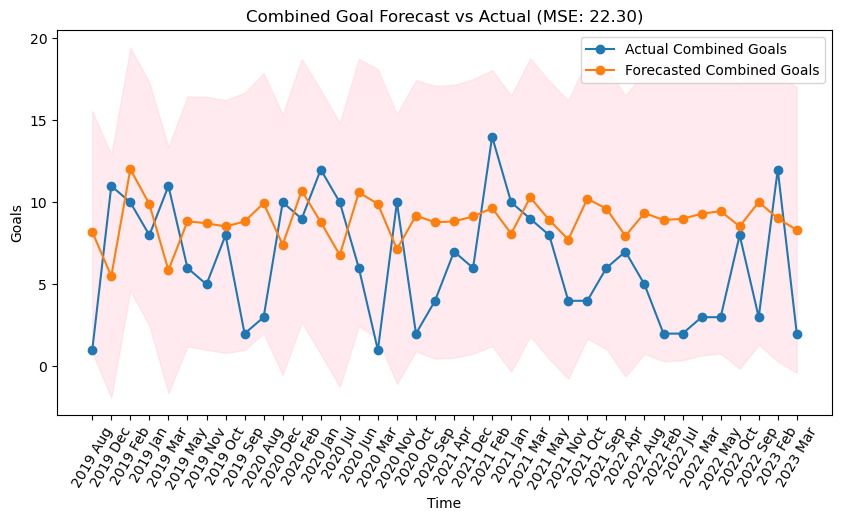 Combined Goal Forecast vs Actual (MSE: 22.30)
Actual Combined Goals
Forecasted Combined Goals
20
15
10
5
0
Goals
2019 Aug
2019 Dec
2019 Feb
2019 Jan
2019 Mar
2019 May
2019 Nov
2019 Oct
2019 Sep
2020 Aug
2020 Dec
2020 Feb
2020 Jan
2020 Jul
2020 Jun
2020 Mar
2020 Nov
2020 Oct
2020 Sep
2021 Apr
2021 Dec
2021 Feb
2021 Jan
2021 Mar
2021 May
2021 Nov
2021 Oct
2021 Sep
2022 Apr
2022 Aug
2022 Feb
2022 Jul
2022 Mar
2022 May
2022 Oct
2022 Sep
2023 Feb
2023 Mar
Time